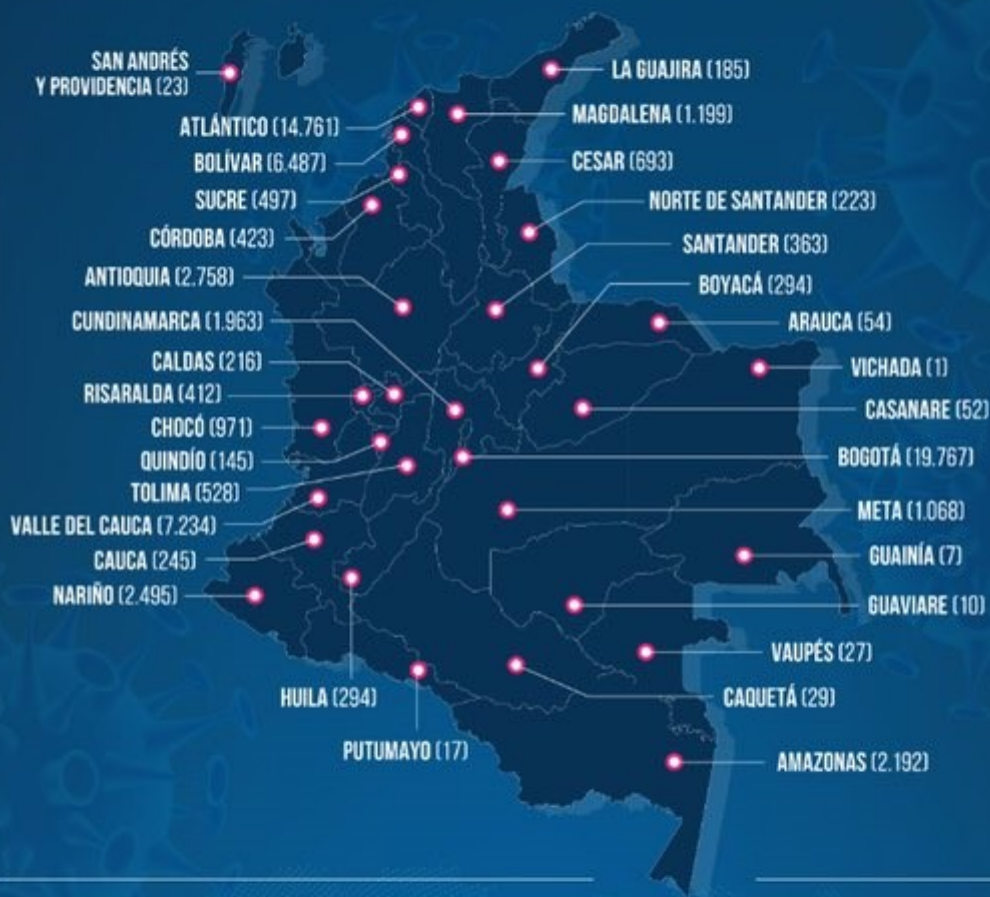 SAN ANDRÉS
Y PROVIDENCIA (23)
ATLÁNTICO (14.761)
BOLÍVAR (6.487)
SUCRE (497)
CÓRDOBA (423)
ANTIOQUIA (2.758)
CUNDINAMARCA (1.963)
CALDAS (216)
RISARALDA (412)
CHOCÓ (971)
QUINDÍO (145)
TOLIMA (528)
VALLE DEL CAUCA (7.234)
CAUCA (245)
NARIÑO (2.495)
HUILA (294)
PUTUMAYO (17)
LA GUAJIRA (185)
MAGDALENA (1.199)
CESAR (693)
NORTE DE SANTANDER (223)
SANTANDER (363)
BOYACÁ (294)
ARAUCA (54)
VICHADA (1)
CASANARE (52)
BOGOTÁ (19.767)
META (1.068)
GUAINÍA (7)
GUAVIARE (10)
VAUPÉS (27)
CAQUETÁ (29)
AMAZONAS (2.192)